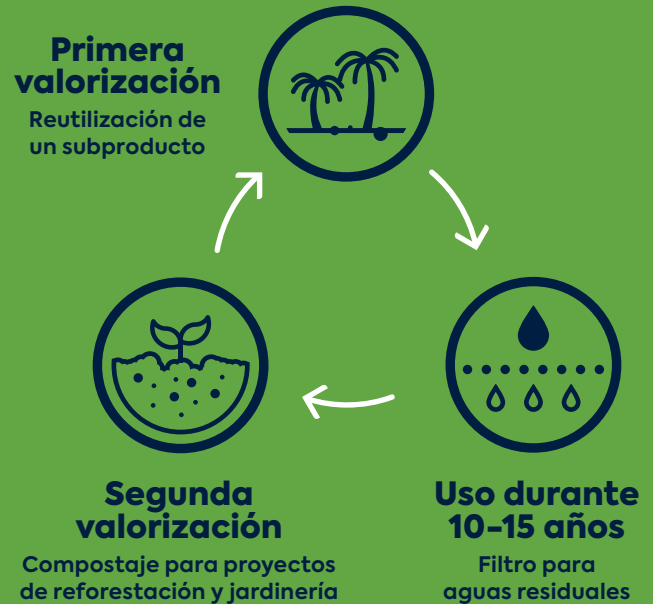 Primera
valorización
Reutilización de
un subproducto
Segunda
valorización
Compostaje para proyectos
de reforestación y jardinería
Uso durante
10-15 años
Filtro para
aguas residuales